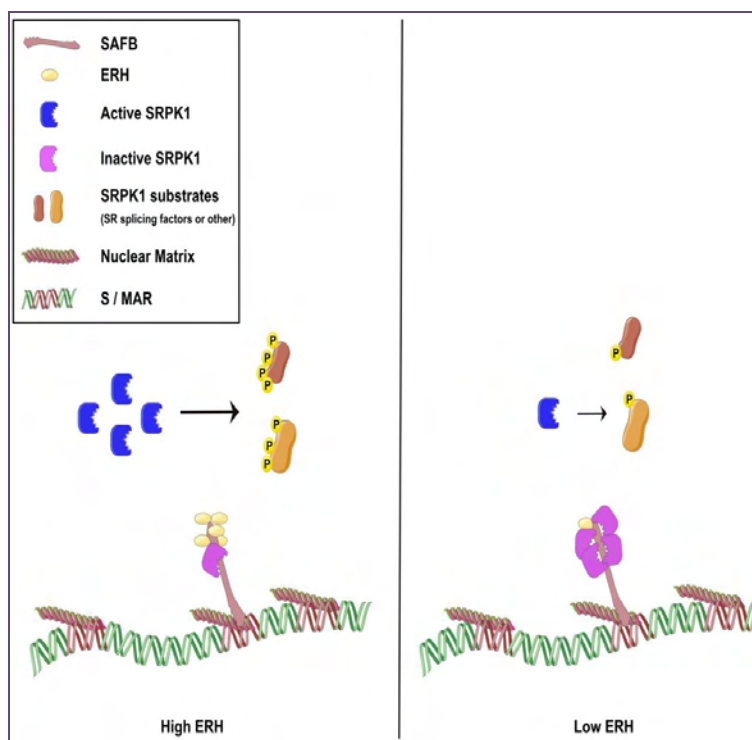 SAFB
ERH
Active SRPK1
Inactive SRPK1
SRPK1 substrates
(SR splicing factors or other)
Nuclear Matrix
S / MAR
P
P
P
P
P
P
P
P
P
High ERH
Low ERH